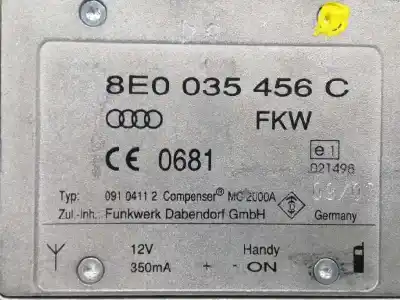 8E0 035 456 C
FKW
CE 0681
e1
021498
Typ: 091 0411 2 Compenser® MC 2000A
Zul.-Inh.: Funkwerk Dabendorf GmbH
Germany
12V Handy
350mA + - ON